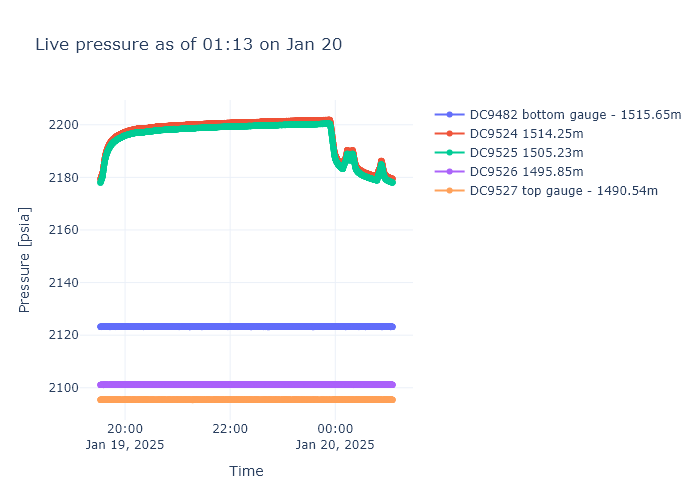 Live pressure as of 01:13 on Jan 20
DC9482 bottom gauge - 1515.65m
DC9524 1514.25m
DC9525 1505.23m
DC9526 1495.85m
DC9527 top gauge - 1490.54m
Pressure [psia]
2200
2180
2160
2140
2120
2100
20:00
Jan 19, 2025
22:00
00:00
Jan 20, 2025
Time